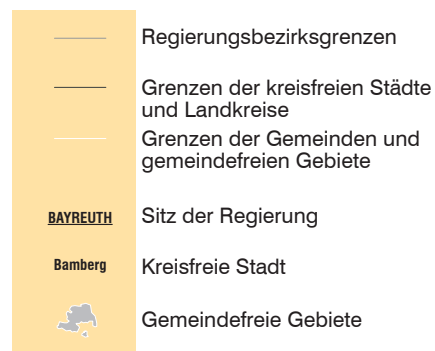 Regierungsbezirksgrenzen
Grenzen der kreisfreien Städte
und Landkreise
Grenzen der Gemeinden und
gemeindefreien Gebiete
BAYREUTH Sitz der Regierung
Bamberg Kreisfreie Stadt
Gemeindefreie Gebiete